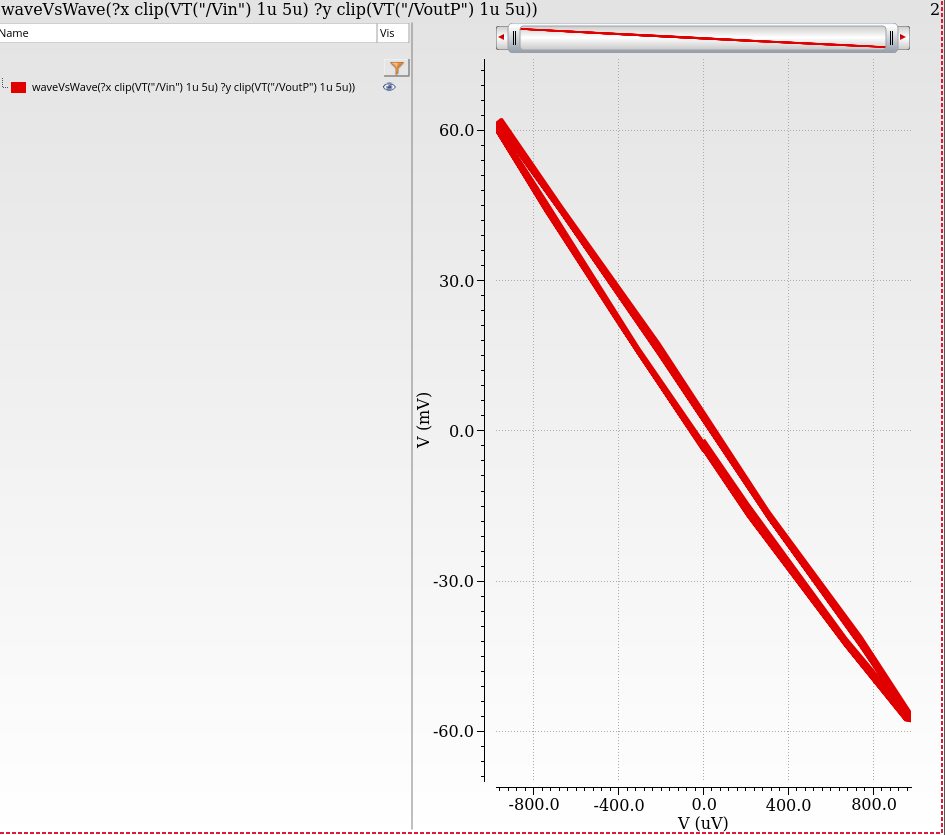 waveVsWave(?x clip(VT("/Vin") 1u 5u) ?y clip(VT("/VoutP") 1u 5u))
2
Name
Vis
waveVsWave(?x clip(VT("/Vin") 1u 5u) ?y clip(VT("/VoutP") 1u 5u))
60.0
30.0
0.0
-30.0
-60.0
V (mV)
-800.0 -400.0 0.0 400.0 800.0
V (uV)